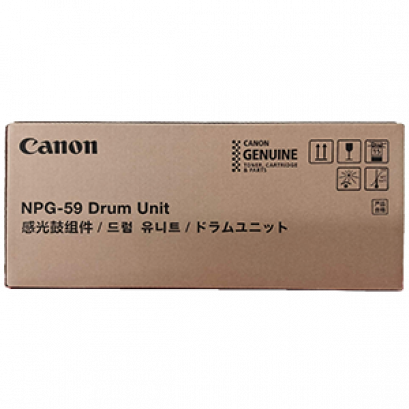 Canon
CANON
GENUINE
TONER, CARTRIDGE
& PARTS
NPG-59 Drum Unit
感光鼓组件 / 드럼 유니트 / ドラムユニット